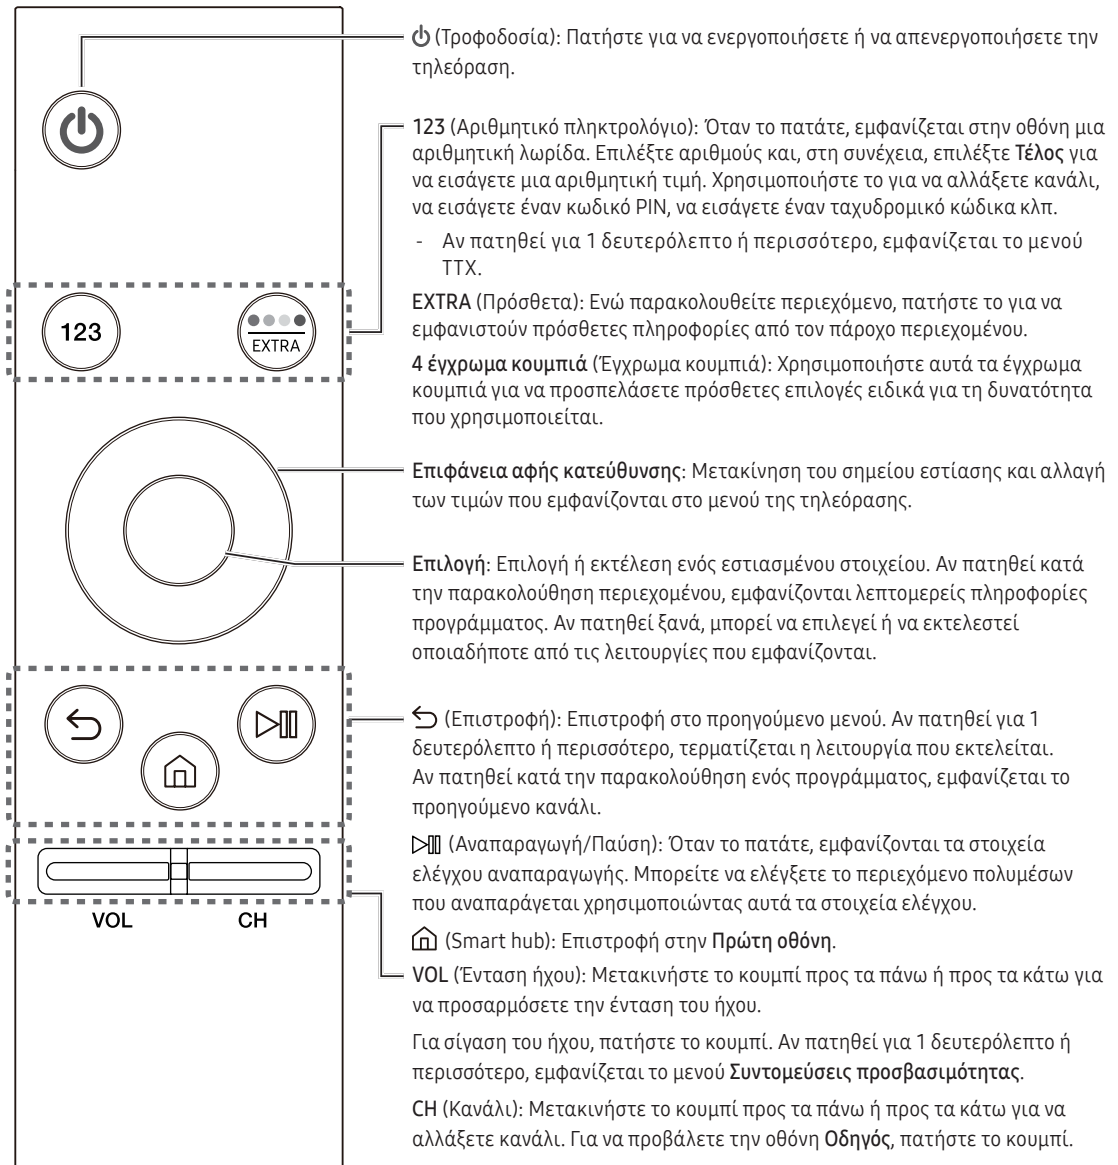 (Τροφοδοσία): Πατήστε για να ενεργοποιήσετε ή να απενεργοποιήσετε την
τηλεόραση.
123 (Αριθμητικό πληκτρολόγιο): Όταν το πατάτε, εμφανίζεται στην οθόνη μια
αριθμητική λωρίδα. Επιλέξτε αριθμούς και, στη συνέχεια, επιλέξτε Τέλος για
να εισάγετε μια αριθμητική τιμή. Χρησιμοποιήστε το για να αλλάξετε κανάλι,
να εισάγετε έναν κωδικό PIN, να εισάγετε έναν ταχυδρομικό κώδικα κλπ.
- Αν πατηθεί για 1 δευτερόλεπτο ή περισσότερο, εμφανίζεται το μενού
TTX.
123
EXTRA
EXTRA (Πρόσθετα): Ενώ παρακολουθείτε περιεχόμενο, πατήστε το για να
εμφανιστούν πρόσθετες πληροφορίες από τον πάροχο περιεχομένου.
4 έγχρωμα κουμπιά (Έγχρωμα κουμπιά): Χρησιμοποιήστε αυτά τα έγχρωμα
κουμπιά για να προσπελάσετε πρόσθετες επιλογές ειδικά για τη δυνατότητα
που χρησιμοποιείται.
Επιφάνεια αφής κατεύθυνσης: Μετακίνηση του σημείου εστίασης και αλλαγή
των τιμών που εμφανίζονται στο μενού της τηλεόρασης.
Επιλογή: Επιλογή ή εκτέλεση ενός εστιασμένου στοιχείου. Αν πατηθεί κατά
την παρακολούθηση περιεχομένου, εμφανίζονται λεπτομερείς πληροφορίες
προγράμματος. Αν πατηθεί ξανά, μπορεί να επιλεγεί ή να εκτελεστεί
οποιαδήποτε από τις λειτουργίες που εμφανίζονται.
(Επιστροφή): Επιστροφή στο προηγούμενο μενού. Αν πατηθεί για 1
δευτερόλεπτο ή περισσότερο, τερματίζεται η λειτουργία που εκτελείται.
Αν πατηθεί κατά την παρακολούθηση ενός προγράμματος, εμφανίζεται το
προηγούμενο κανάλι.
(Αναπαραγωγή/Παύση): Όταν το πατάτε, εμφανίζονται τα στοιχεία
ελέγχου αναπαραγωγής. Μπορείτε να ελέγξετε το περιεχόμενο πολυμέσων
που αναπαράγεται χρησιμοποιώντας αυτά τα στοιχεία ελέγχου.
VOL CH
(Smart hub): Επιστροφή στην Πρώτη οθόνη.
VOL (Ένταση ήχου): Μετακινήστε το κουμπί προς τα πάνω ή προς τα κάτω για
να προσαρμόσετε την ένταση του ήχου.
Για σίγαση του ήχου, πατήστε το κουμπί. Αν πατηθεί για 1 δευτερόλεπτο ή
περισσότερο, εμφανίζεται το μενού Συντομεύσεις προσβασιμότητας.
CH (Κανάλι): Μετακινήστε το κουμπί προς τα πάνω ή προς τα κάτω για να
αλλάξετε κανάλι. Για να προβάλετε την οθόνη Οδηγός, πατήστε το κουμπί.